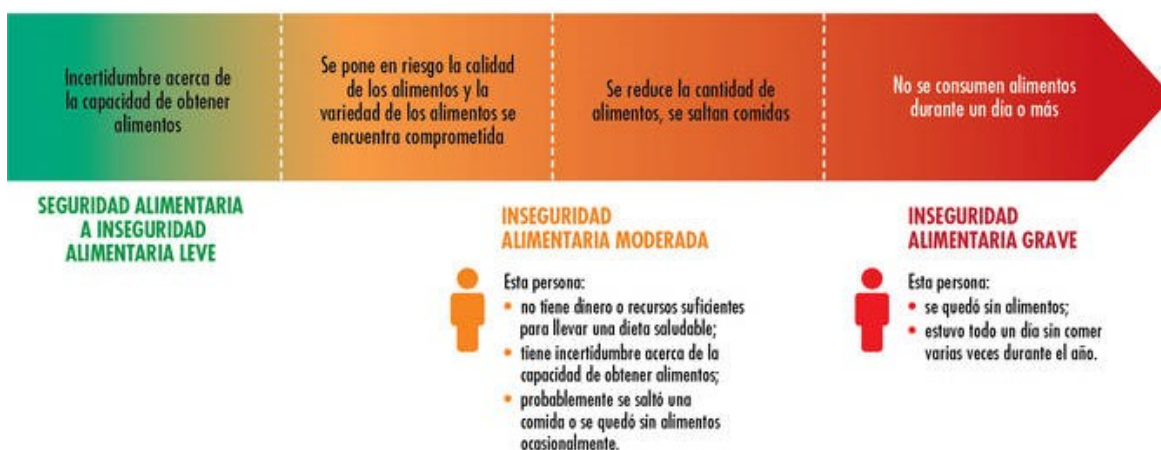 Incertidumbre acerca de
la capacidad de obtener
alimentos
Se pone en riesgo la calidad
de los alimentos y la
variedad de los alimentos se
encuentra comprometida
Se reduce la cantidad de
alimentos, se saltan comidas
No se consumen alimentos
durante un día o más
SEGURIDAD ALIMENTARIA
A INSEGURIDAD
ALIMENTARIA LEVE
INSEGURIDAD
ALIMENTARIA MODERADA
Esta persona:
• no tiene dinero o recursos suficientes
para llevar una dieta saludable;
• tiene incertidumbre acerca de la
capacidad de obtener alimentos;
• probablemente se saltó una
comida o se quedó sin alimentos
ocasionalmente.
INSEGURIDAD
ALIMENTARIA GRAVE
Esta persona:
• se quedó sin alimentos;
• estuvo todo un día sin comer
varias veces durante el año.